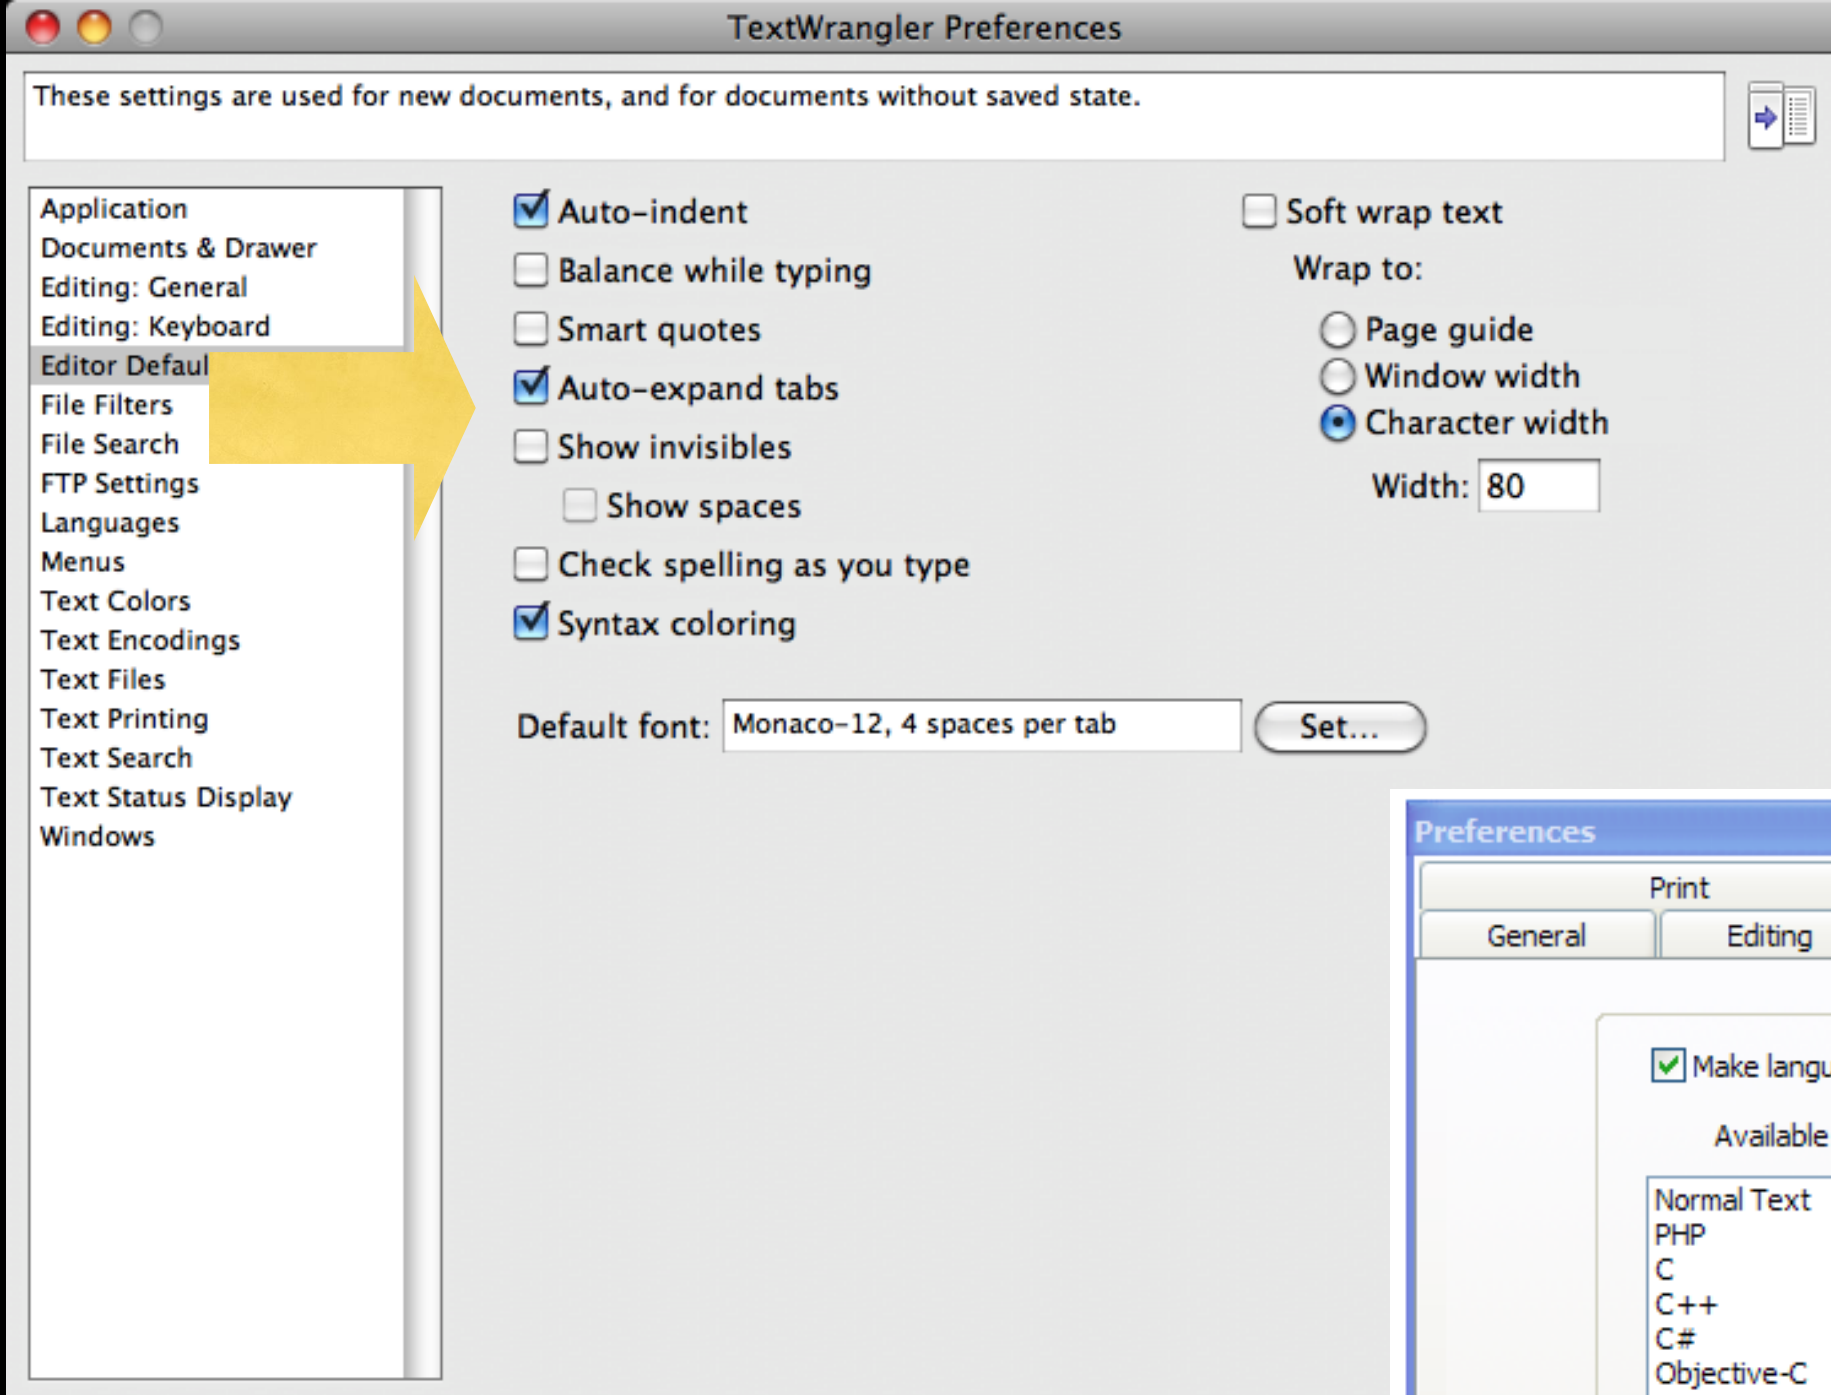 TextWrangler Preferences
These settings are used for new documents, and for documents without saved state.
Application
Documents & Drawer
Editing: General
Editing: Keyboard
Editor Defaul
File Filters
File Search
FTP Settings
Languages
Menus
Text Colors
Text Encodings
Text Files
Text Printing
Text Search
Text Status Display
Windows
Auto-indent
Balance while typing
Smart quotes
Auto-expand tabs
Show invisibles
Show spaces
Check spelling as you type
Syntax coloring
Soft wrap text
Wrap to:
Page guide
Window width
Character width
Width: 80
Default font: Monaco-12, 4 spaces per tab Set...
Preferences
Print
General Editing
Make langu
Available
Normal Text
PHP
C
C++
C#
Objective-C